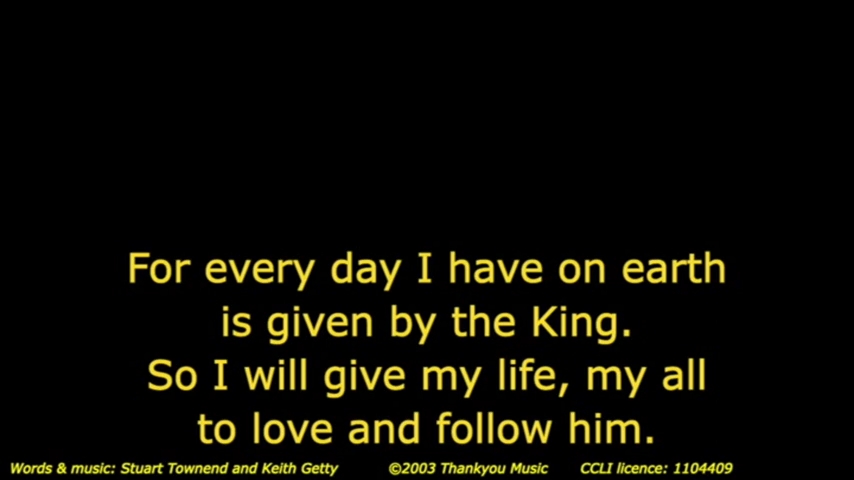 For every day I have on earth
is given by the King.
So I will give my life, my all
to love and follow him.
Words & music: Stuart Townend and Keith Getty ©2003 Thankyou Music CCLI licence: 1104409